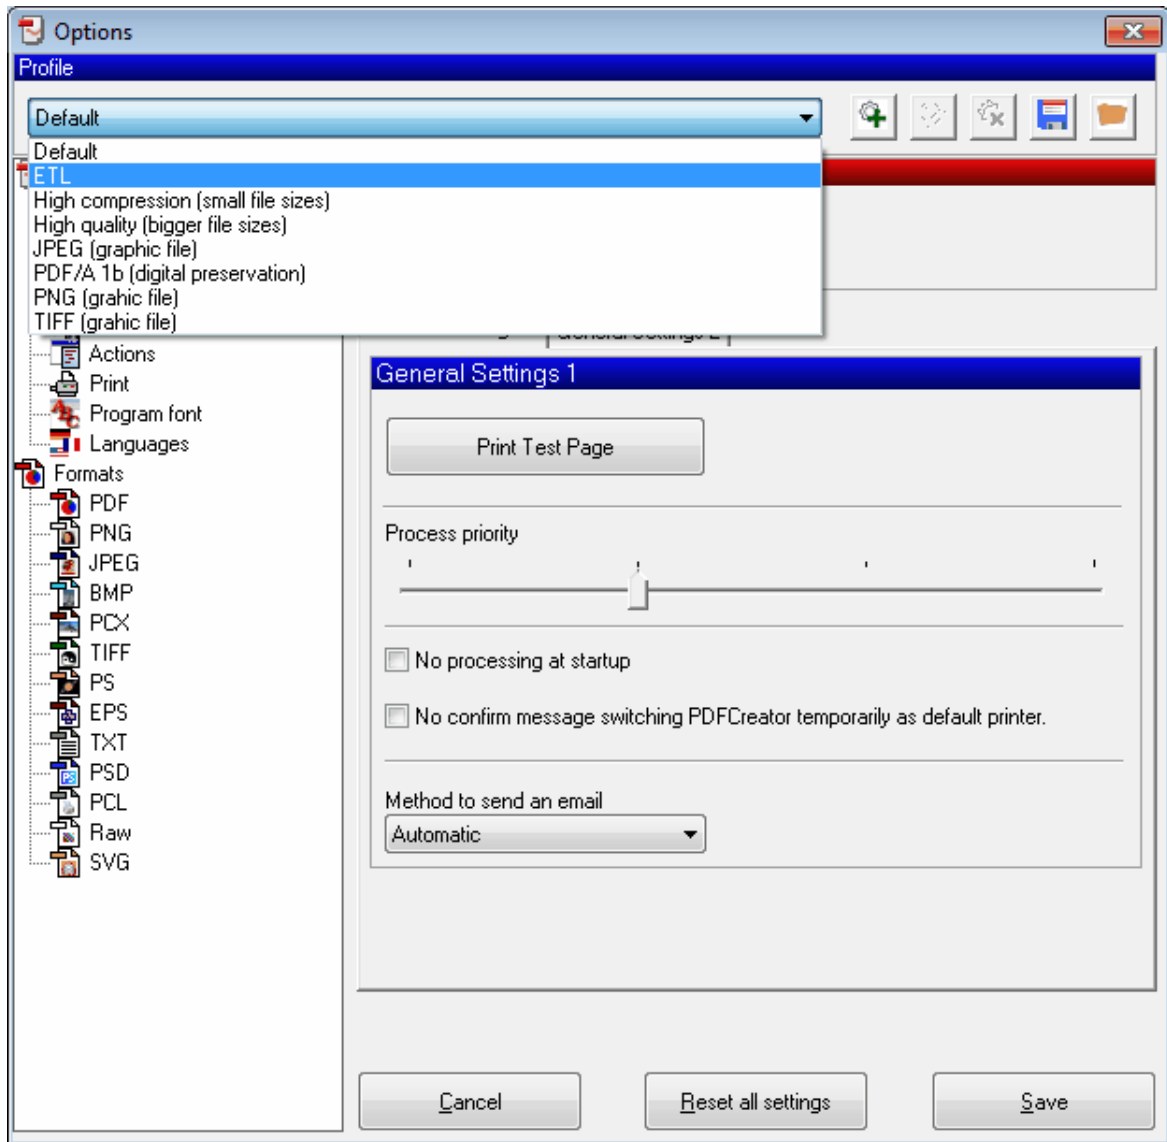 Options
Profile
Default
Default
ETL
High compression (small file sizes)
High quality (bigger file sizes)
JPEG (graphic file)
PDF/A 1b (digital preservation)
PNG (grahic file)
TIFF (grahic file)
Actions
Print
Program font
Languages
Formats
PDF
PNG
JPEG
BMP
PCX
TIFF
PS
EPS
TXT
PSD
PCL
Raw
SVG
General Settings 2
General Settings 1
Print Test Page
Process priority
No processing at startup
No confirm message switching PDFCreator temporarily as default printer.
Method to send an email
Automatic
Cancel
Reset all settings
Save